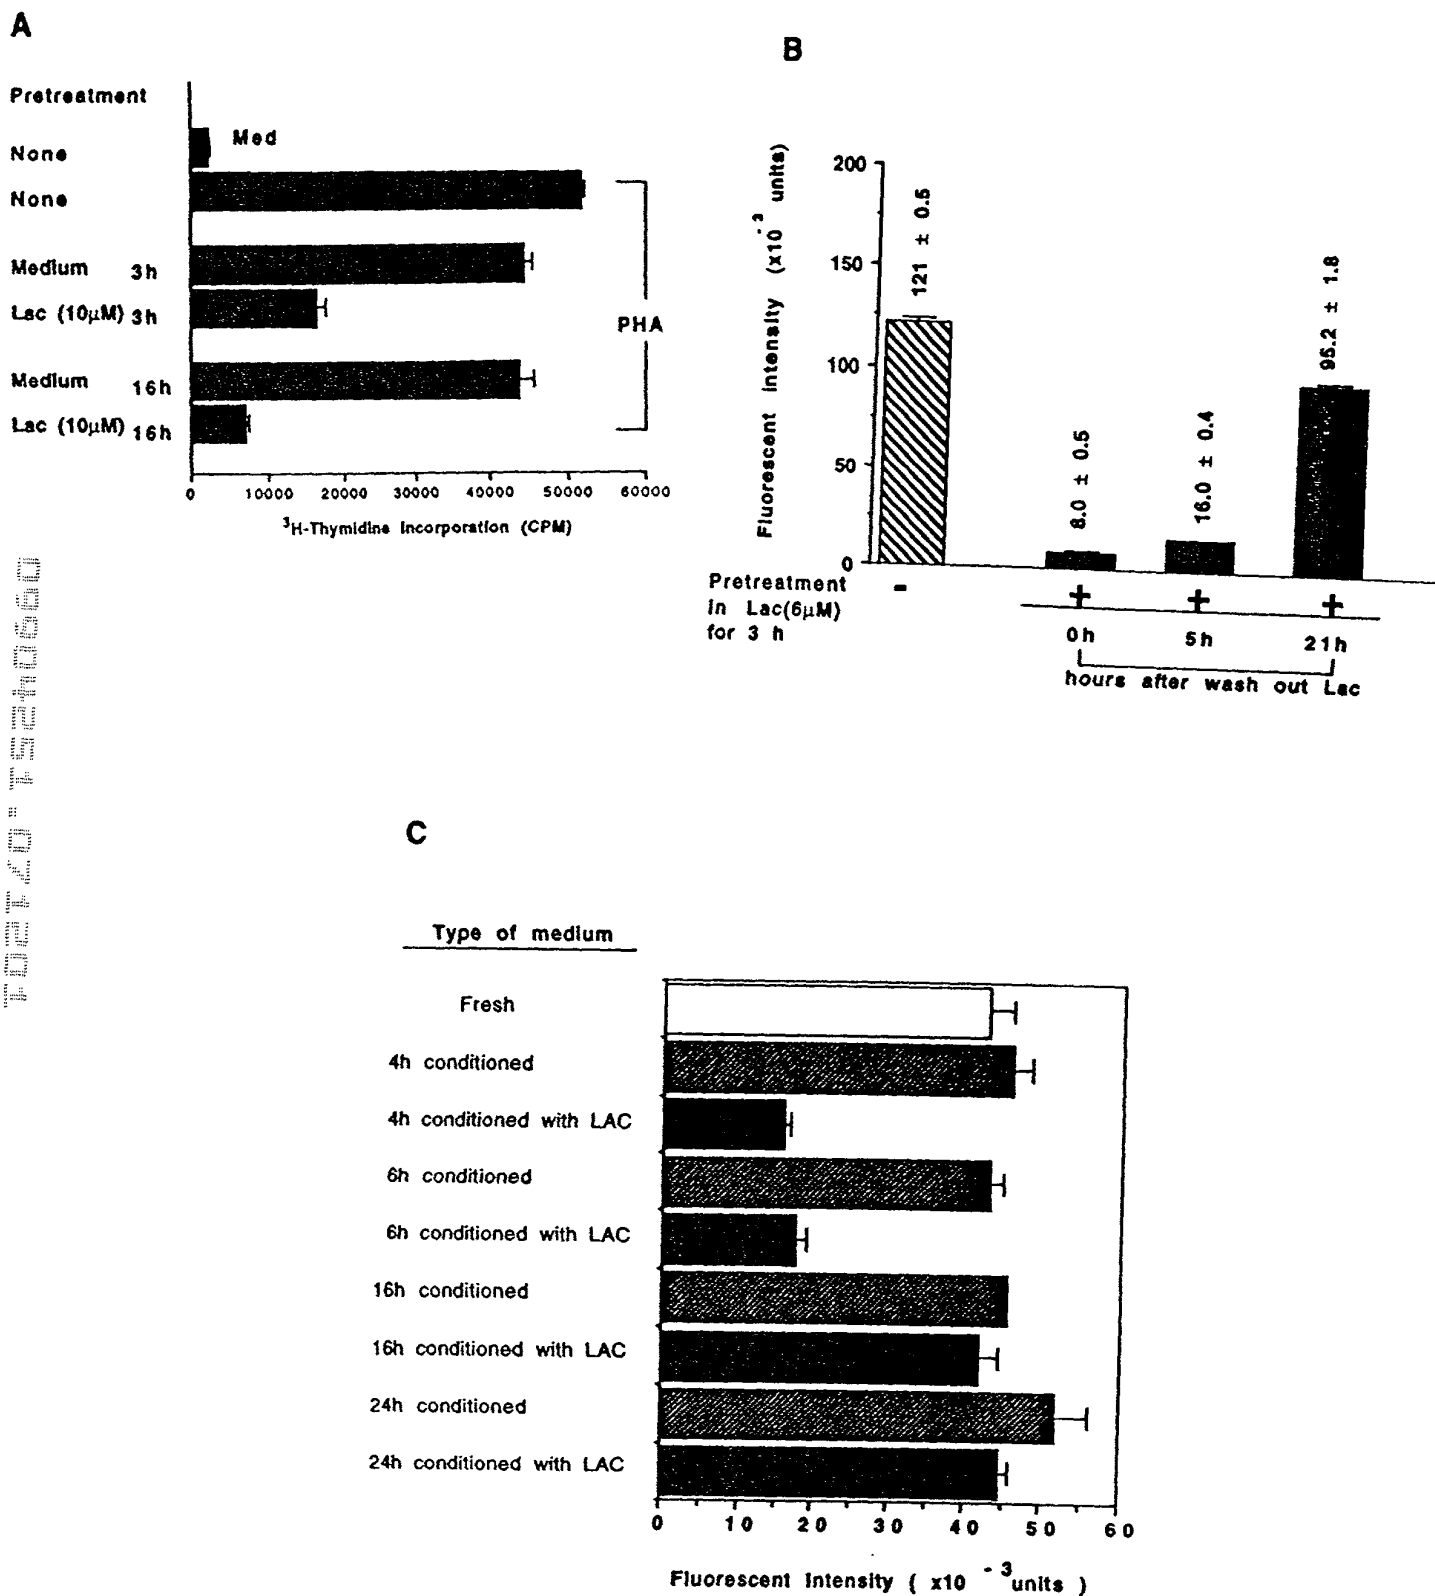 A
Pretreatment
None
Med
None
Medium 3h
Lac (10µM) 3h
PHA
Medium 16h
Lac (10µM) 16h
0 10000 20000 30000 40000 50000 60000
³H-Thymidine Incorporation (CPM)
B
Fluorescent Intensity (x10⁻³ units)
200
150
100
50
0
121 ± 0.5
8.0 ± 0.5
16.0 ± 0.4
95.2 ± 1.8
Pretreatment
in Lac(6µM)
for 3 h
- + + +
0h 5h 21h
hours after wash out Lac
C
Type of medium
Fresh
4h conditioned
4h conditioned with LAC
6h conditioned
6h conditioned with LAC
16h conditioned
16h conditioned with LAC
24h conditioned
24h conditioned with LAC
0 10 20 30 40 50 60
Fluorescent Intensity ( x10 ⁻³ units )